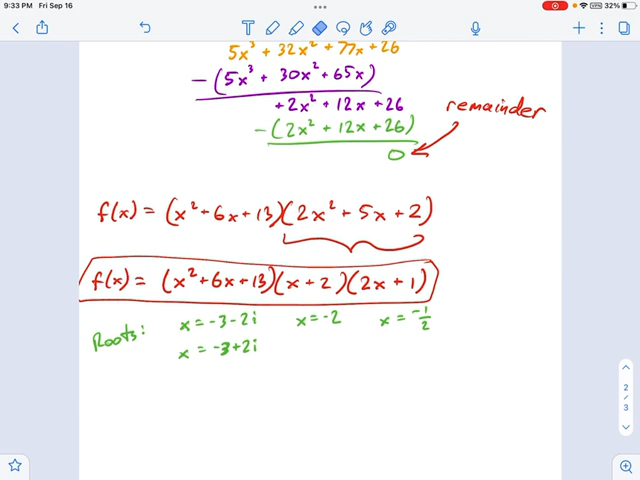 9:33 PM Fri Sep 16
32%
5x³ + 32x² + 77x + 26
- (5x³ + 30x² + 65x)
+2x² + 12x + 26
remainder
- (2x² + 12x + 26)
0
f(x) = (x² + 6x + 13)(2x² + 5x + 2)
f(x) = (x² + 6x + 13)(x + 2)(2x + 1)
Roots: x = -3 - 2i x = -2 x = -1/2
x = -3 + 2i
2
/
3